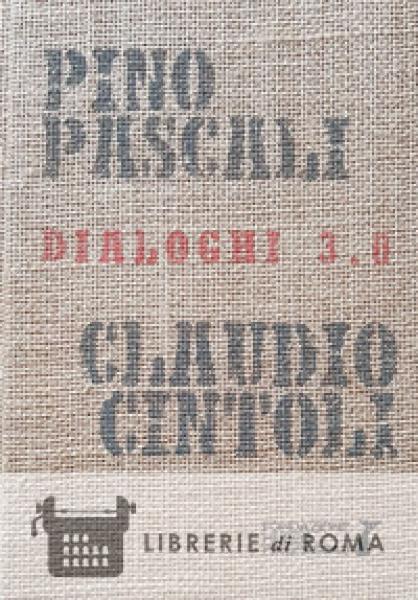 PINO
PASCALI
DIALOGHI 3.0
CLAUDIO
CINTOLI
LIBRERIE di ROMA